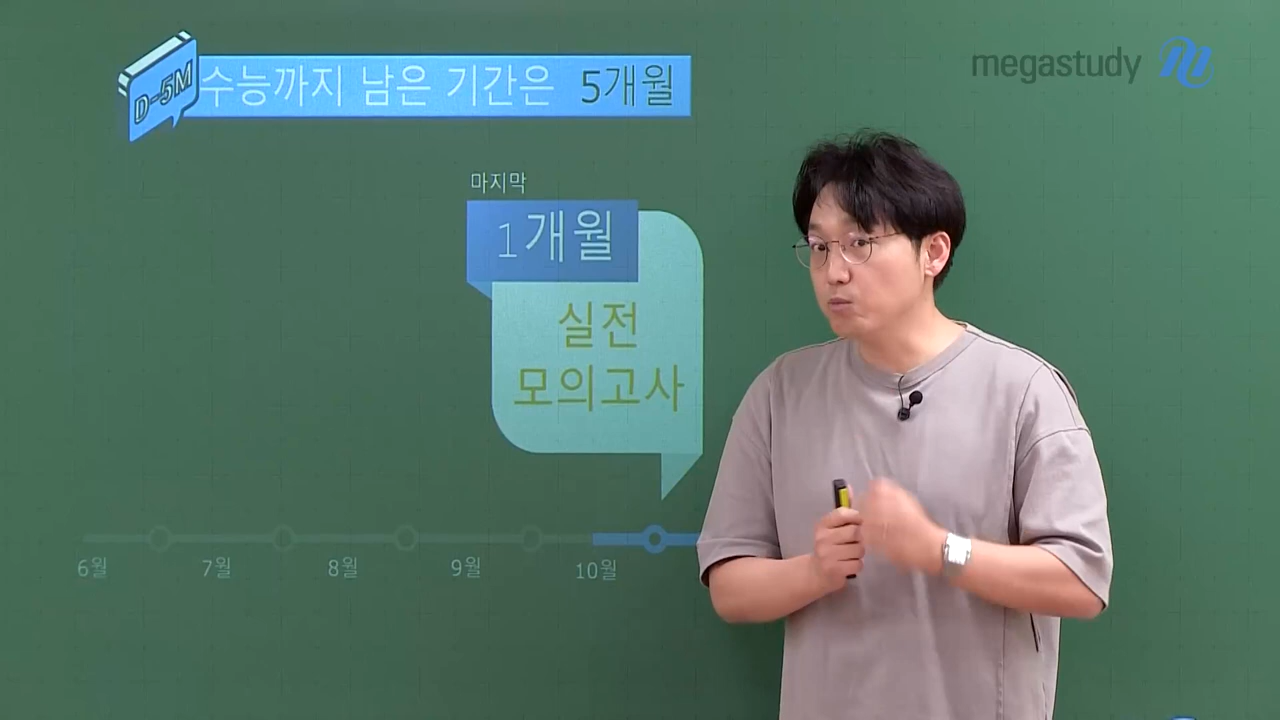 megastudy
D-5M
수능까지 남은 기간은 5개월
마지막
1개월
실전
모의고사
6월 7월 8월 9월 10월